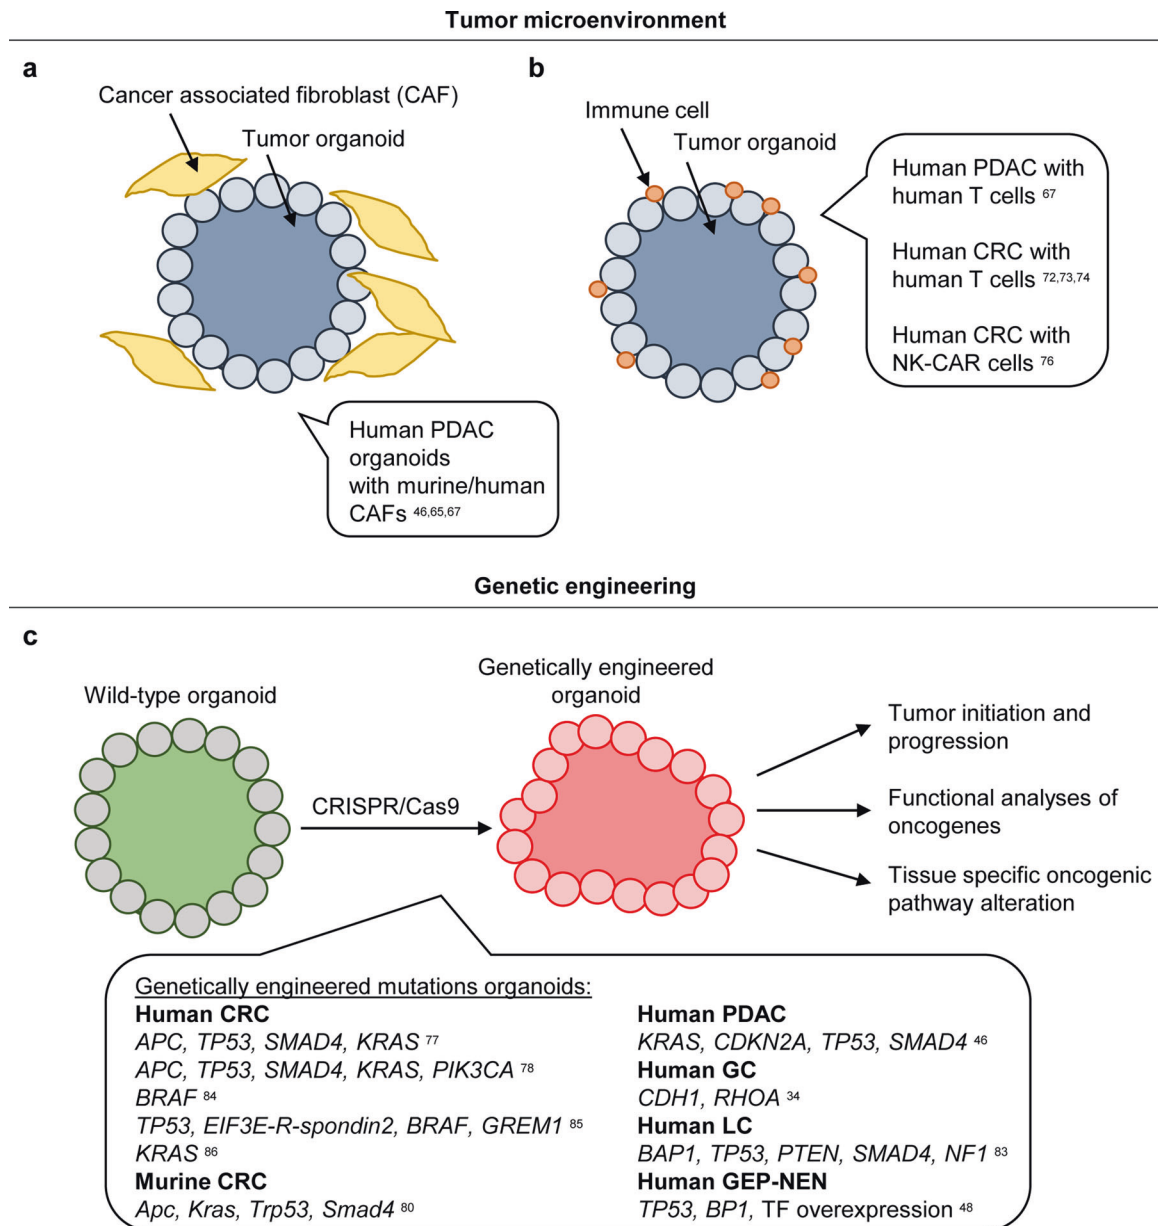 Tumor microenvironment
a
Cancer associated fibroblast (CAF)
Tumor organoid
Human PDAC
organoids
with murine/human
CAFs 46,65,67
b
Immune cell
Tumor organoid
Human PDAC with
human T cells 67
Human CRC with
human T cells 72,73,74
Human CRC with
NK-CAR cells 76
Genetic engineering
c
Wild-type organoid
CRISPR/Cas9
Genetically engineered
organoid
Tumor initiation and
progression
Functional analyses of
oncogenes
Tissue specific oncogenic
pathway alteration
Genetically engineered mutations organoids:
Human CRC
APC, TP53, SMAD4, KRAS 77
APC, TP53, SMAD4, KRAS, PIK3CA 78
BRAF 84
TP53, EIF3E-R-spondin2, BRAF, GREM1 85
KRAS 86
Murine CRC
Apc, Kras, Trp53, Smad4 80
Human PDAC
KRAS, CDKN2A, TP53, SMAD4 46
Human GC
CDH1, RHOA 34
Human LC
BAP1, TP53, PTEN, SMAD4, NF1 83
Human GEP-NEN
TP53, BP1, TF overexpression 48